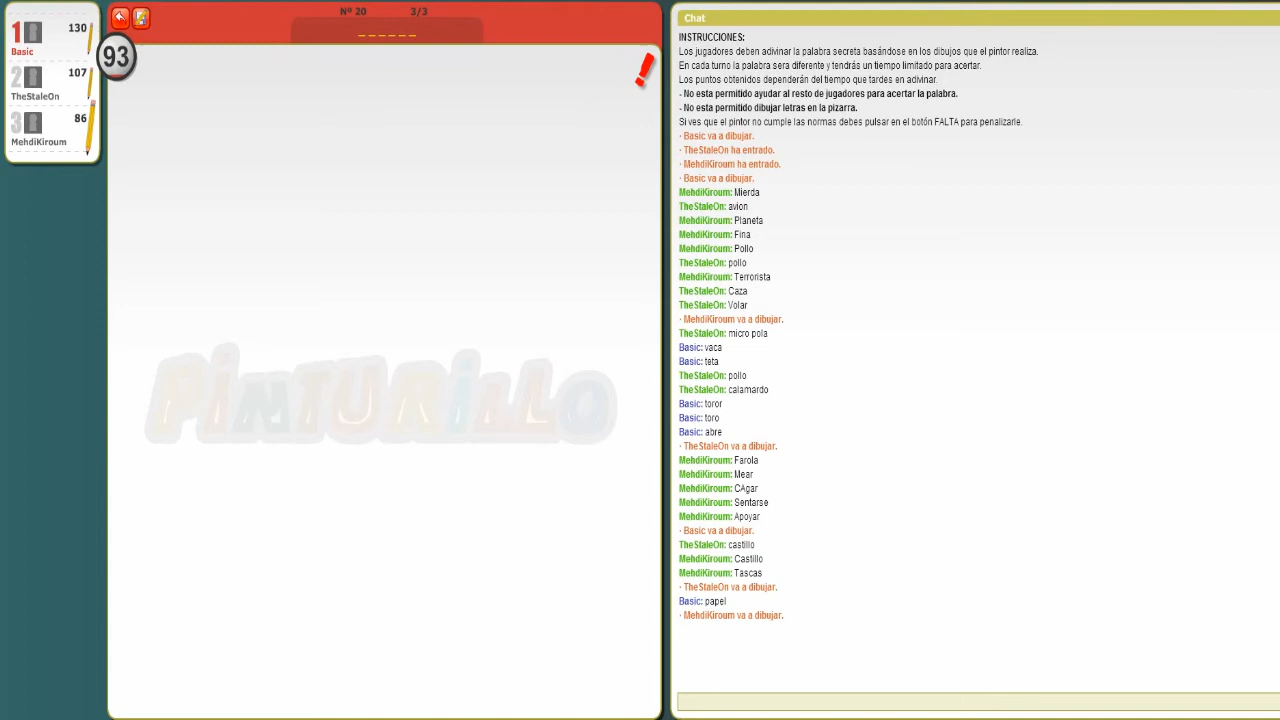 1
130
Basic
2
107
TheStaleOn
3
86
MehdiKiroum
93
Nº 20
3/3
_ _ _ _ _ _
!
PiNTURiLLO
Chat
INSTRUCCIONES:
Los jugadores deben adivinar la palabra secreta basándose en los dibujos que el pintor realiza.
En cada turno la palabra sera diferente y tendrás un tiempo limitado para acertar.
Los puntos obtenidos dependerán del tiempo que tardes en adivinar.
- No esta permitido ayudar al resto de jugadores para acertar la palabra.
- No esta permitido dibujar letras en la pizarra.
Si ves que el pintor no cumple las normas debes pulsar en el botón FALTA para penalizarle.
· Basic va a dibujar.
· TheStaleOn ha entrado.
· MehdiKiroum ha entrado.
· Basic va a dibujar.
MehdiKiroum: Mierda
TheStaleOn: avion
MehdiKiroum: Planeta
MehdiKiroum: Fina
MehdiKiroum: Pollo
TheStaleOn: pollo
MehdiKiroum: Terrorista
TheStaleOn: Caza
TheStaleOn: Volar
· MehdiKiroum va a dibujar.
TheStaleOn: micro pola
Basic: vaca
Basic: teta
TheStaleOn: pollo
TheStaleOn: calamardo
Basic: toror
Basic: toro
Basic: abre
· TheStaleOn va a dibujar.
MehdiKiroum: Farola
MehdiKiroum: Mear
MehdiKiroum: CAgar
MehdiKiroum: Sentarse
MehdiKiroum: Apoyar
· Basic va a dibujar.
TheStaleOn: castillo
MehdiKiroum: Castillo
MehdiKiroum: Tascas
· TheStaleOn va a dibujar.
Basic: papel
· MehdiKiroum va a dibujar.